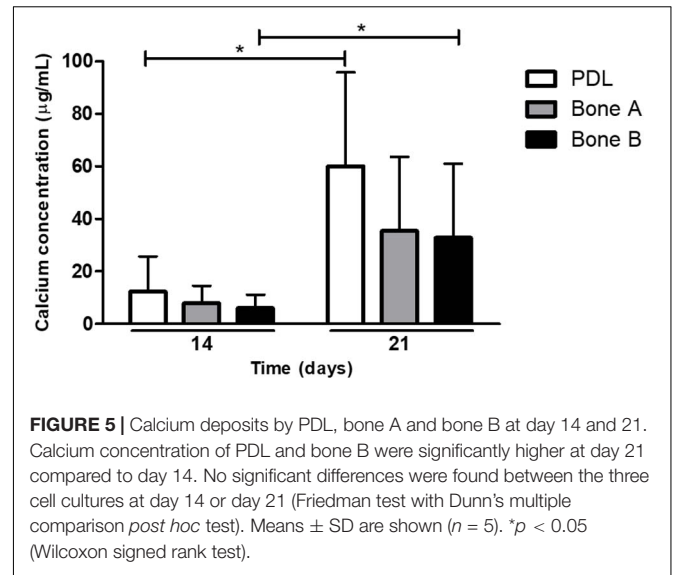 *
*
100
80
60
40
20
0
Calcium concentration (µg/mL)
PDL
Bone A
Bone B
14
21
Time (days)
FIGURE 5 | Calcium deposits by PDL, bone A and bone B at day 14 and 21.
Calcium concentration of PDL and bone B were significantly higher at day 21
compared to day 14. No significant differences were found between the three
cell cultures at day 14 or day 21 (Friedman test with Dunn's multiple
comparison post hoc test). Means ± SD are shown (n = 5). *p < 0.05
(Wilcoxon signed rank test).